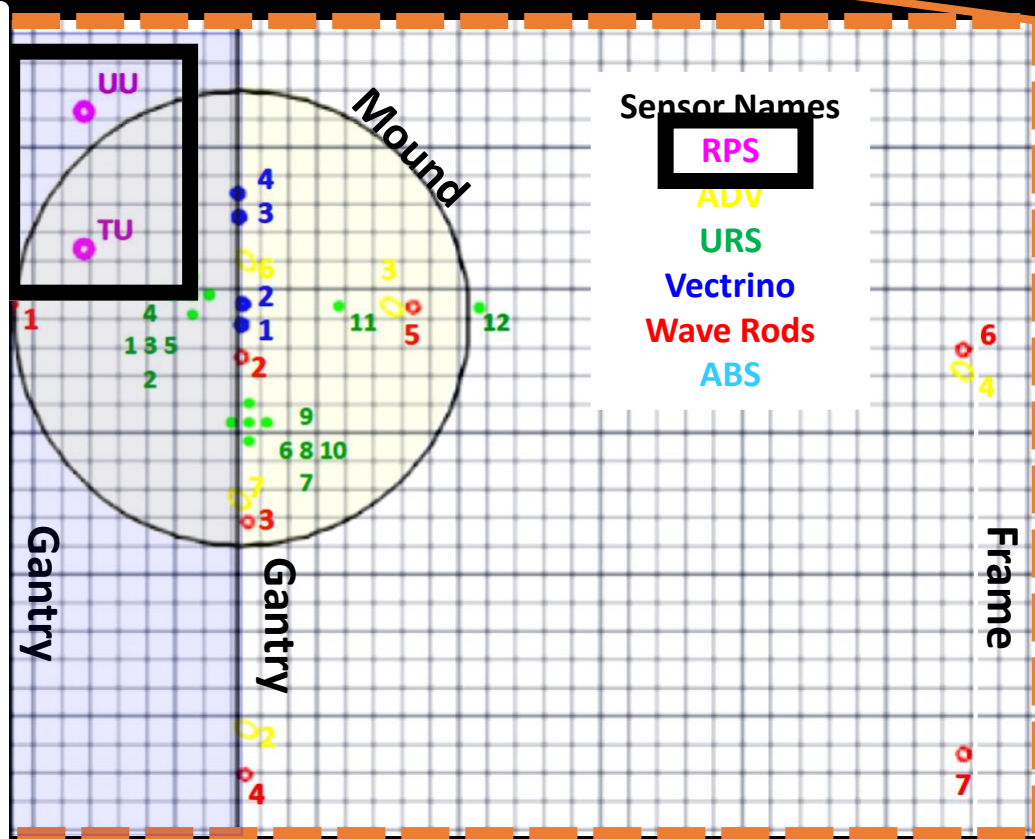 UU
Mound
Sensor Names
RPS
ADV
URS
Vectrino
Wave Rods
ABS
4
3
TU
6
3
2
1
1
4
11
5
12
6
1 3 5
2
2
4
9
6 8 10
7
7
3
Gantry
Gantry
Frame
2
4
7